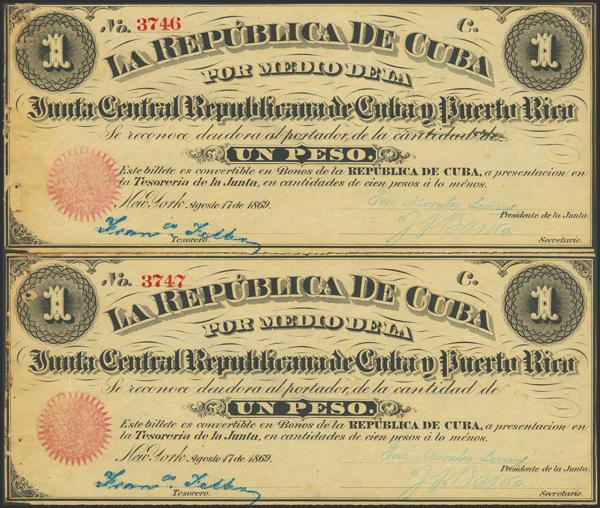 No. 3746 C.
1 LA REPÚBLICA DE CUBA 1
POR MEDIO DE LA
Junta Central Republicana de Cuba y Puerto Rico
Se reconoce deudora al portador, de la cantidad de
UN PESO.
Este billete es convertible en Bonos de la REPÚBLICA DE CUBA, a presentacion en
la Tesorería de la Junta, en cantidades de cien pesos á lo ménos.
New-York. Agosto 17 de 1869. José Morales Lemus
Presidente de la Junta.
Tesorero. Secretario.
No. 3747 C.
1 LA REPÚBLICA DE CUBA 1
POR MEDIO DE LA
Junta Central Republicana de Cuba y Puerto Rico
Se reconoce deudora al portador, de la cantidad de
UN PESO.
Este billete es convertible en Bonos de la REPÚBLICA DE CUBA, a presentacion en
la Tesorería de la Junta, en cantidades de cien pesos à lo ménos.
New-York. Agosto 17 de 1869. José Morales Lemus
Presidente de la Junta.
Tesorero. Secretario.